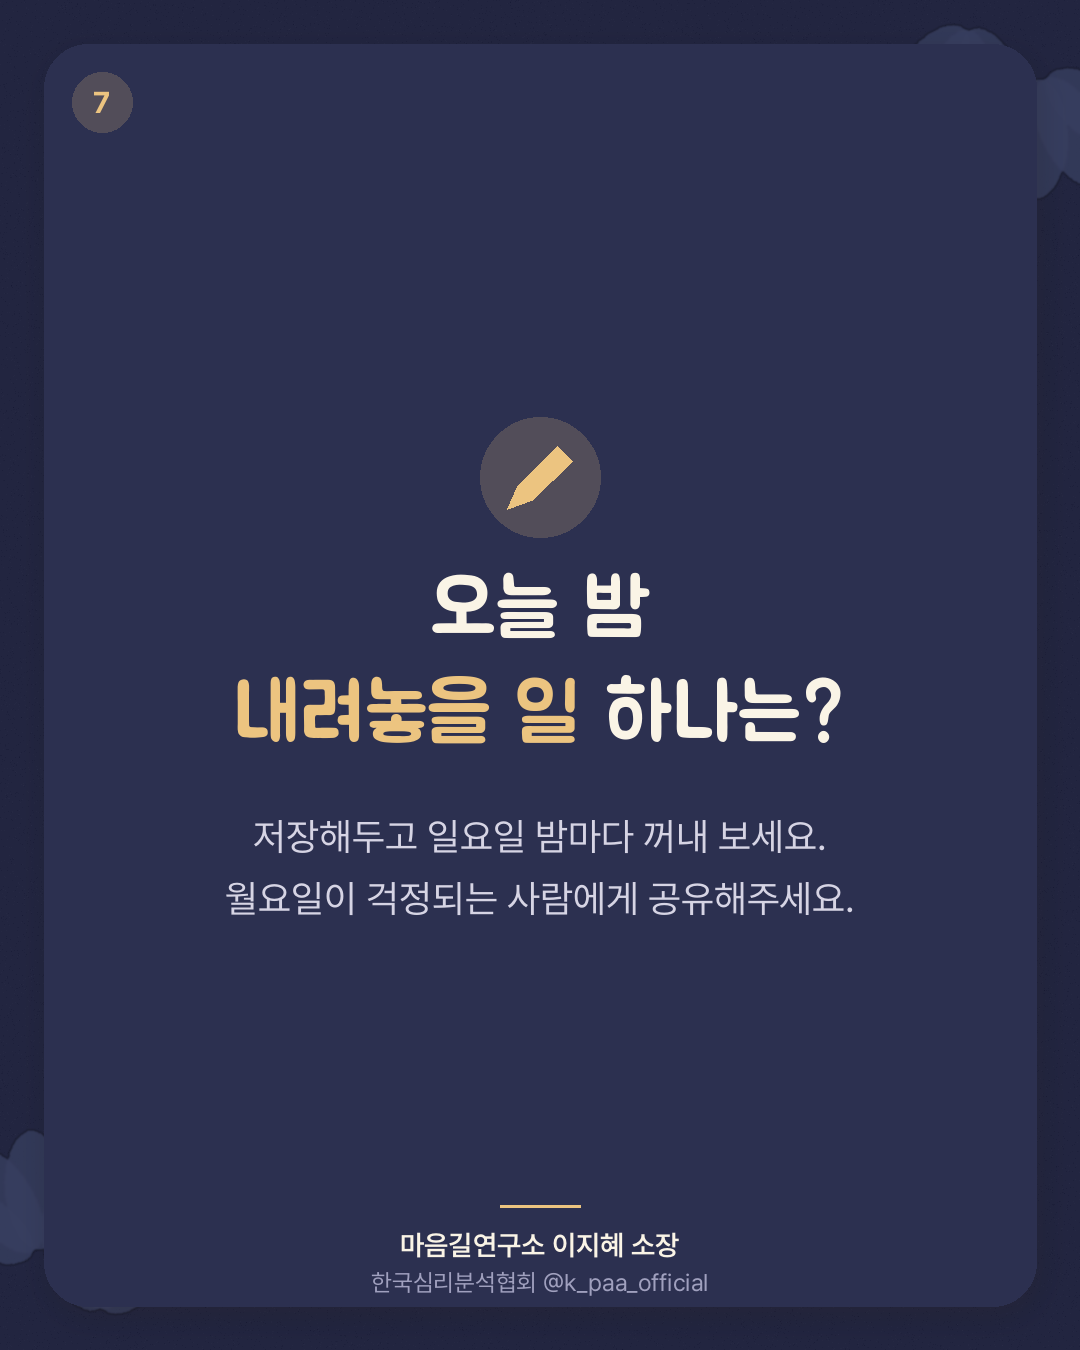 7
오늘 밤
내려놓을 일 하나는?
저장해두고 일요일 밤마다 꺼내 보세요.
월요일이 걱정되는 사람에게 공유해주세요.
마음길연구소 이지혜 소장
한국심리분석협회 @k_paa_official